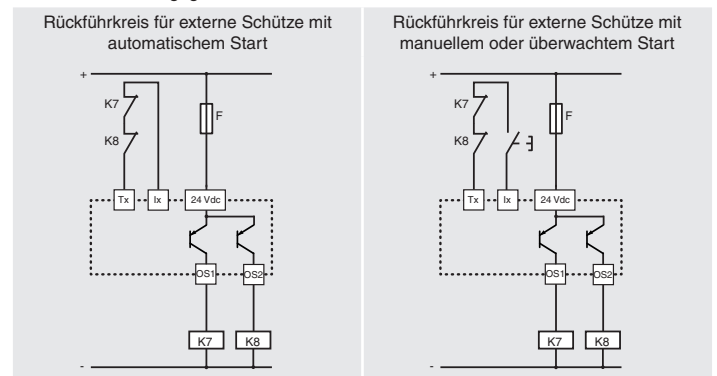 Rückführkreis für externe Schütze mit
automatischem Start
+
K7
K8
F
Tx
Ix
24 Vdc
OS1
OS2
K7
K8
-
Rückführkreis für externe Schütze mit
manuellem oder überwachtem Start
+
K7
K8
F
Tx
Ix
24 Vdc
OS1
OS2
K7
K8
-